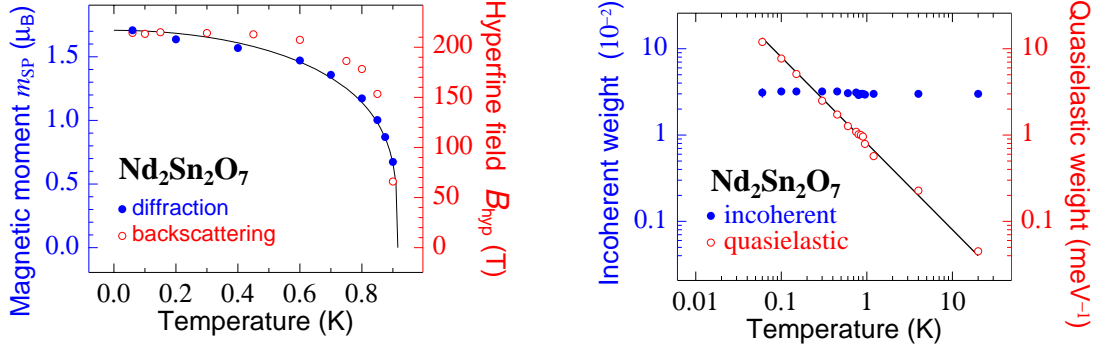 Magnetic moment m_SP (μ_B)
1.5
1.0
0.5
0.0
Nd₂Sn₂O₇
diffraction
backscattering
0.0 0.2 0.4 0.6 0.8
Temperature (K)
200
150
100
50
0
Hyperfine field B_hyp (T)
Incoherent weight (10⁻²)
10
1
0.1
Nd₂Sn₂O₇
incoherent
quasielastic
0.01 0.1 1 10
Temperature (K)
10
1
0.1
Quasielastic weight (meV⁻¹)